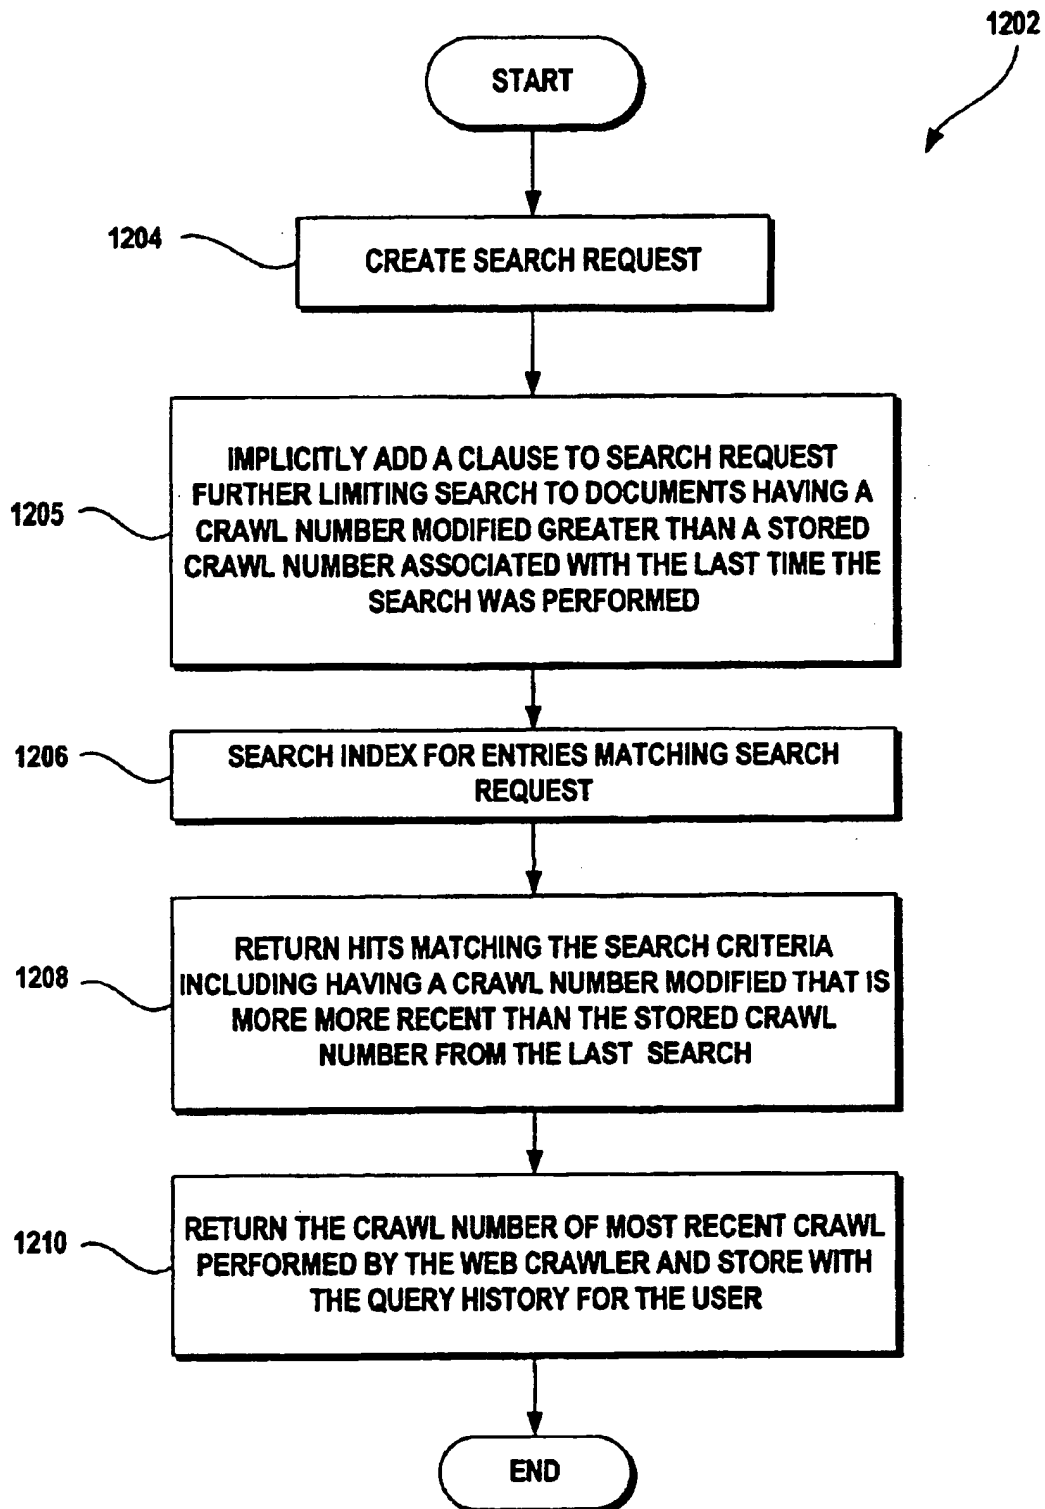 1202
START
1204
CREATE SEARCH REQUEST
1205
IMPLICITLY ADD A CLAUSE TO SEARCH REQUEST
FURTHER LIMITING SEARCH TO DOCUMENTS HAVING A
CRAWL NUMBER MODIFIED GREATER THAN A STORED
CRAWL NUMBER ASSOCIATED WITH THE LAST TIME THE
SEARCH WAS PERFORMED
1206
SEARCH INDEX FOR ENTRIES MATCHING SEARCH
REQUEST
1208
RETURN HITS MATCHING THE SEARCH CRITERIA
INCLUDING HAVING A CRAWL NUMBER MODIFIED THAT IS
MORE MORE RECENT THAN THE STORED CRAWL
NUMBER FROM THE LAST SEARCH
1210
RETURN THE CRAWL NUMBER OF MOST RECENT CRAWL
PERFORMED BY THE WEB CRAWLER AND STORE WITH
THE QUERY HISTORY FOR THE USER
END